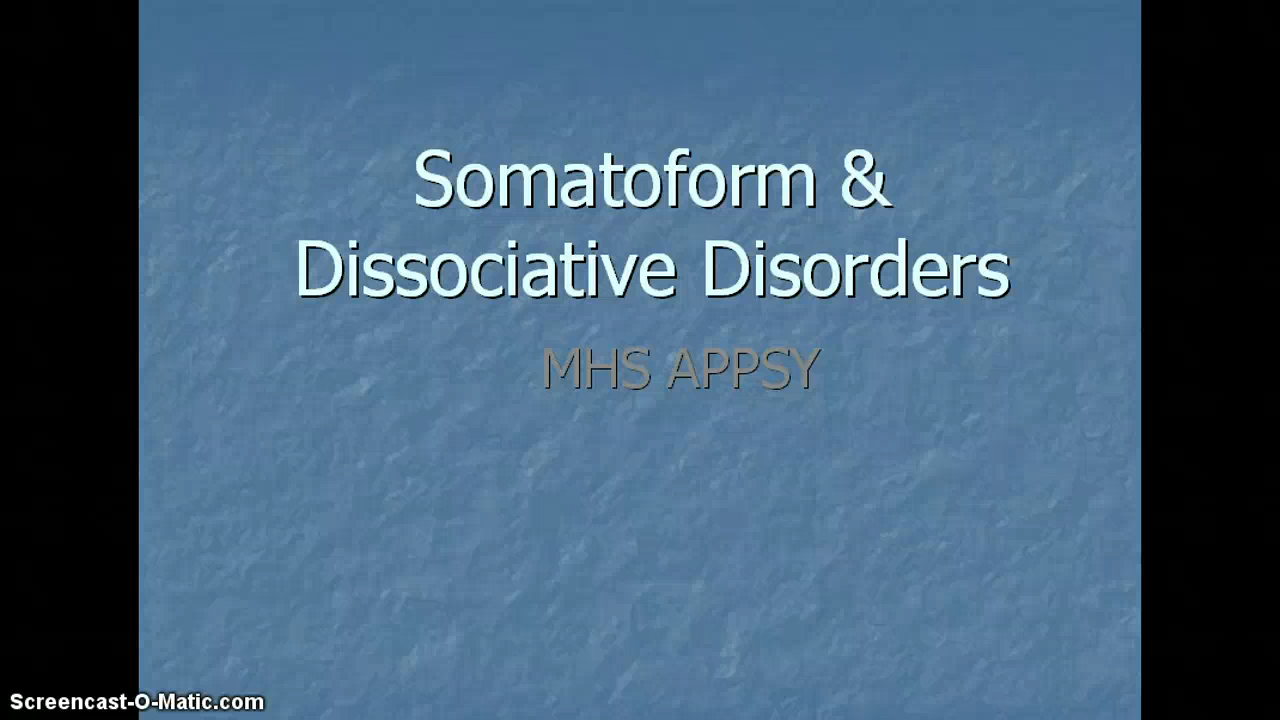 Somatoform &
Dissociative Disorders
MHS APPSY
Screencast-O-Matic.com